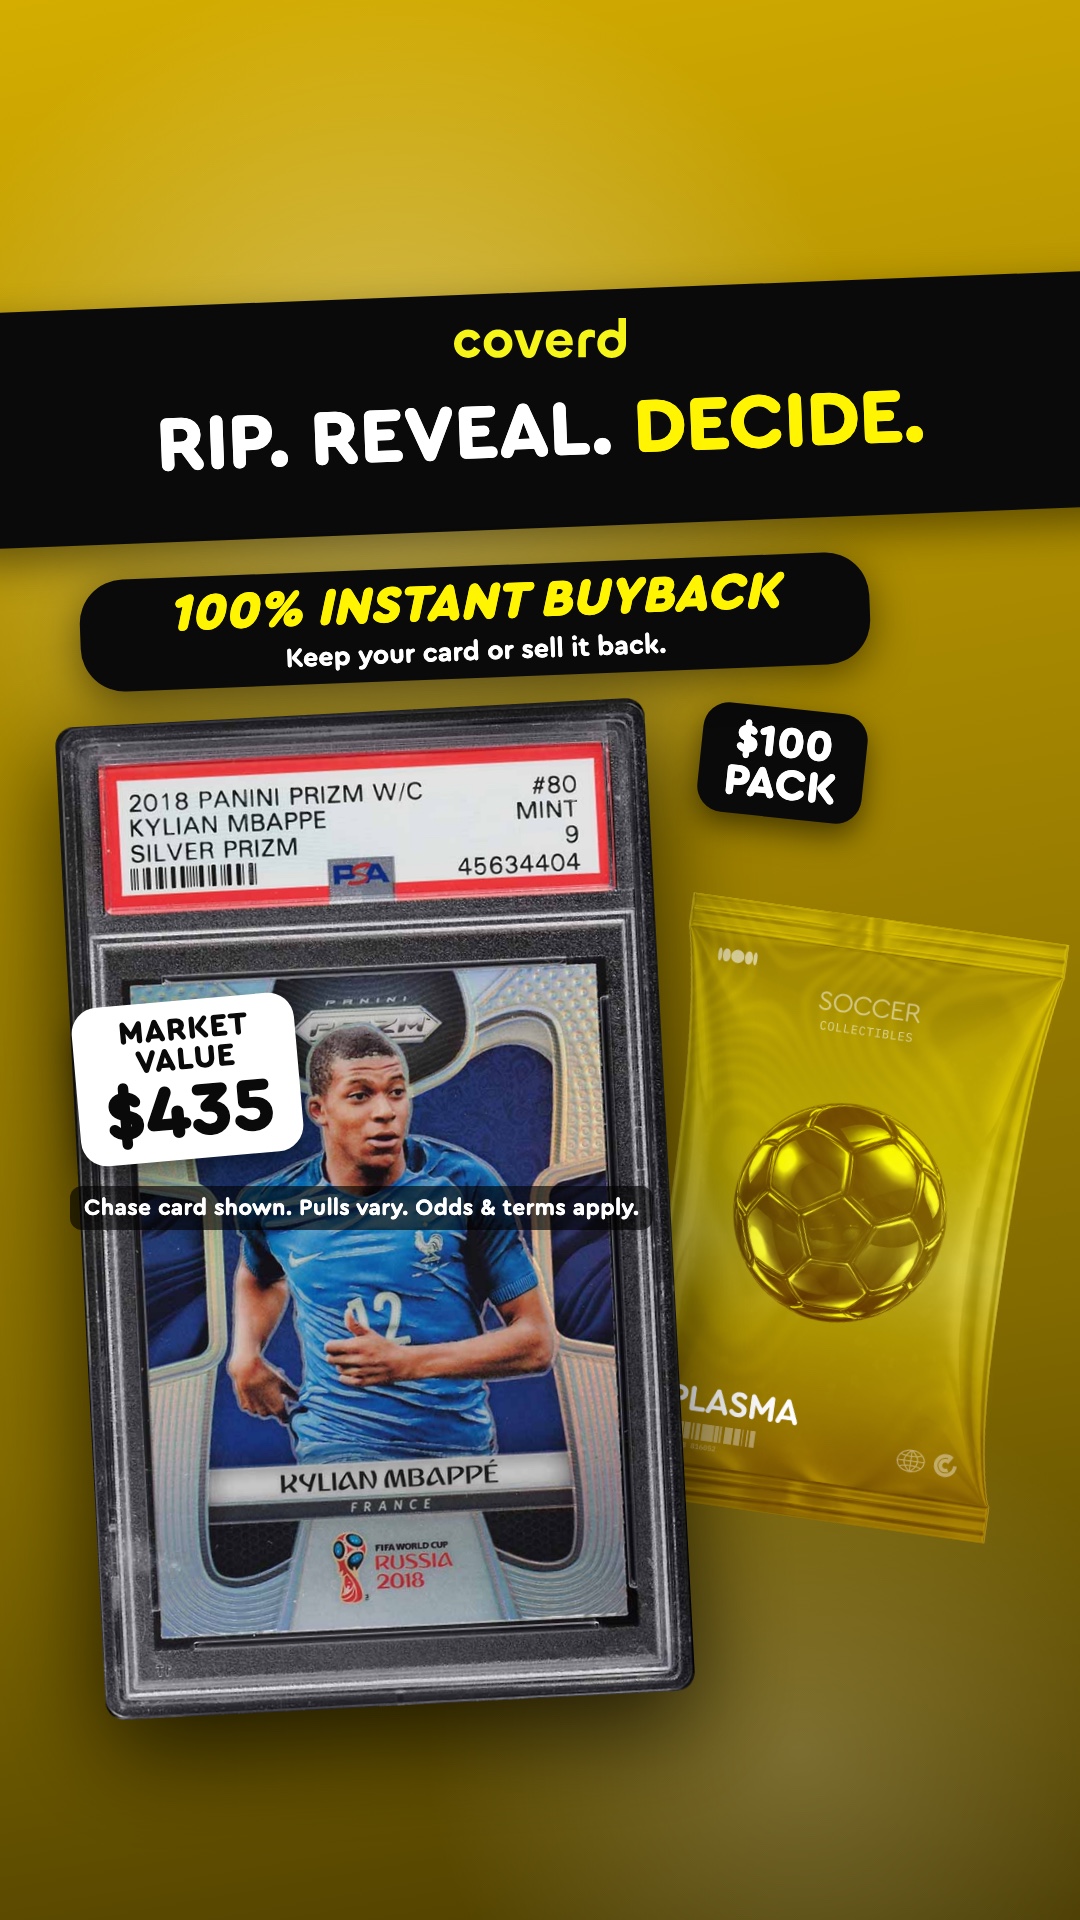 coverd
RIP. REVEAL. DECIDE.
100% INSTANT BUYBACK
Keep your card or sell it back.
$100
PACK
2018 PANINI PRIZM W/C #80
KYLIAN MBAPPE MINT
SILVER PRIZM 9
45634404
PSA
PANINI
PRIZM
MARKET
VALUE
$435
Chase card shown. Pulls vary. Odds & terms apply.
12
KYLIAN MBAPPÉ
FRANCE
FIFA WORLD CUP
RUSSIA
2018
SOCCER
COLLECTIBLES
PLASMA